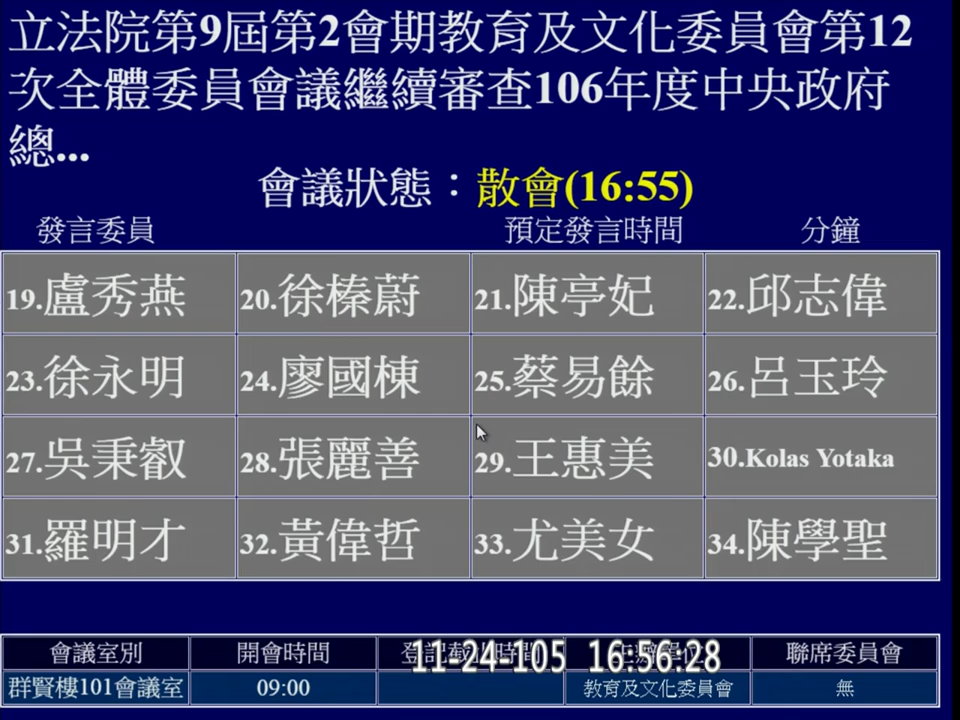 立法院第9屆第2會期教育及文化委員會第12
次全體委員會議繼續審查106年度中央政府
總...
會議狀態：散會(16:55)
發言委員 預定發言時間 分鐘
19.盧秀燕 20.徐榛蔚 21.陳亭妃 22.邱志偉
23.徐永明 24.廖國棟 25.蔡易餘 26.呂玉玲
27.吳秉叡 28.張麗善 29.王惠美 30.Kolas Yotaka
31.羅明才 32.黃偉哲 33.尤美女 34.陳學聖
會議室別 開會時間 聯席委員會
11-24-105 16:56:28
群賢樓101會議室 09:00 教育及文化委員會 無